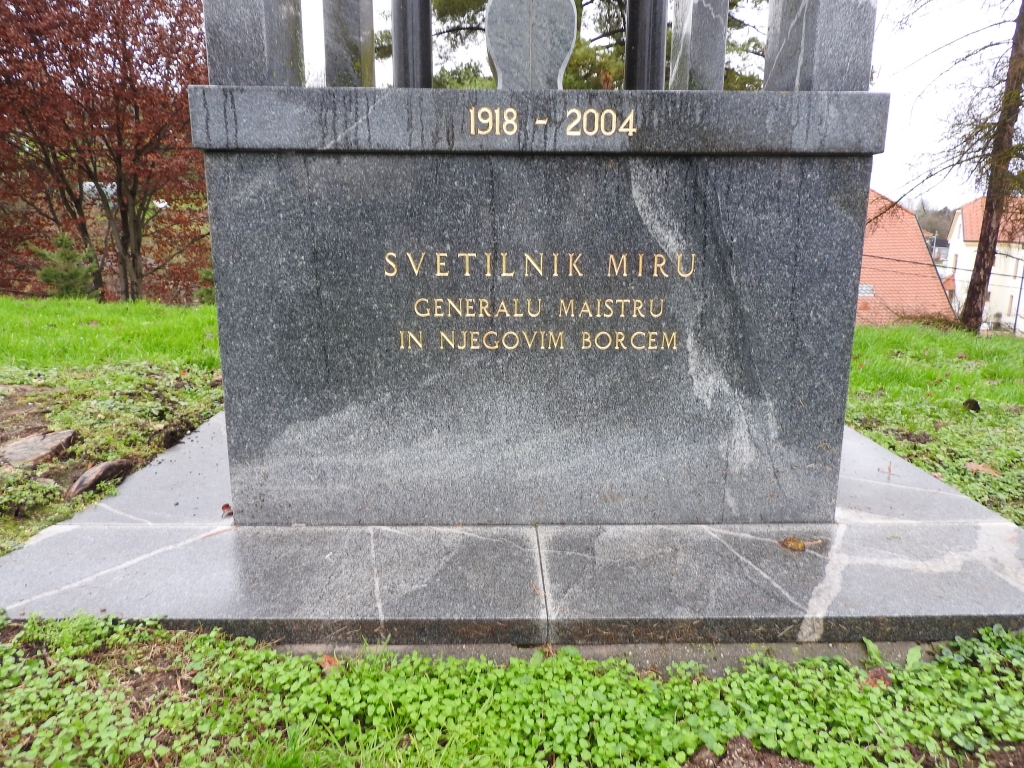 1918 - 2004
SVETILNIK MIRU
GENERALU MAISTRU
IN NJEGOVIM BORCEM